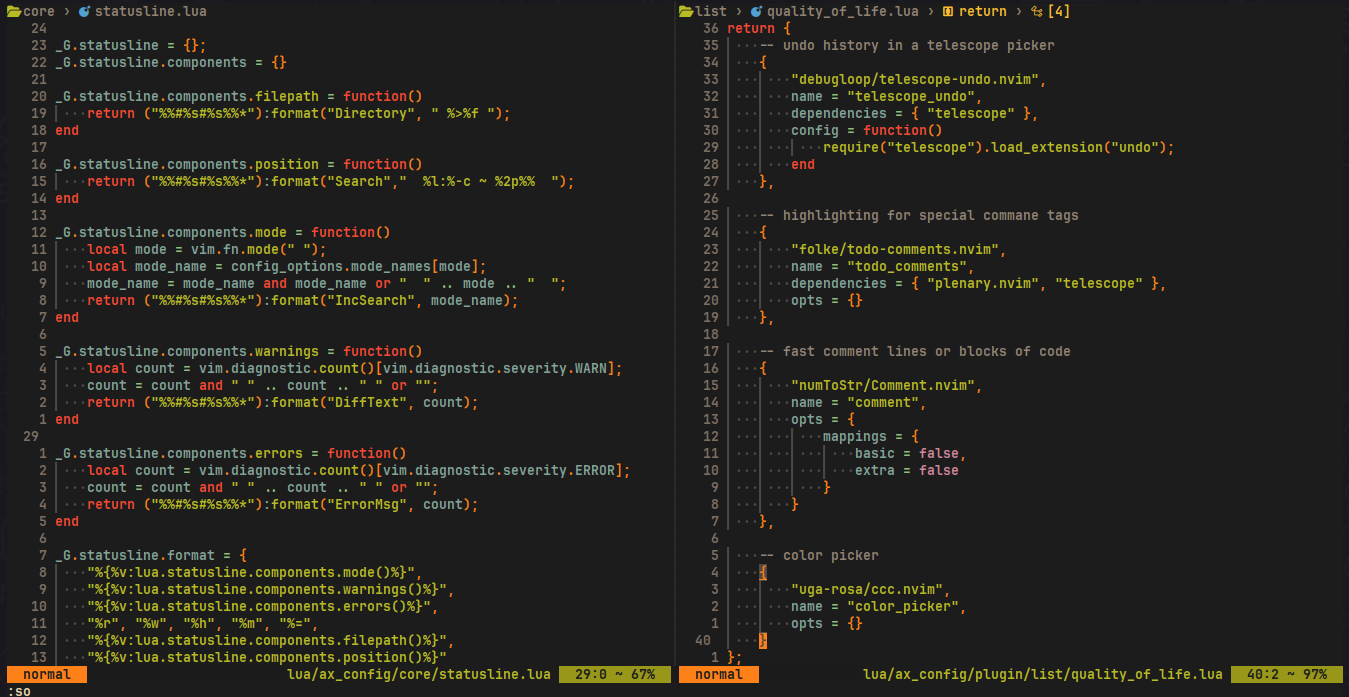 core › statusline.lua
24
23 _G.statusline = {};
22 _G.statusline.components = {}
21
20 _G.statusline.components.filepath = function()
19 ···return ("%%#%s#%s%%*"):format("Directory", " %>%f ");
18 end
17
16 _G.statusline.components.position = function()
15 ···return ("%%#%s#%s%%*"):format("Search","  %l:%-c ~ %2p%%  ");
14 end
13
12 _G.statusline.components.mode = function()
11 ···local mode = vim.fn.mode(" ");
10 ···local mode_name = config_options.mode_names[mode];
9 ···mode_name = mode_name and mode_name or "  " .. mode .. "  ";
8 ···return ("%%#%s#%s%%*"):format("IncSearch", mode_name);
7 end
6
5 _G.statusline.components.warnings = function()
4 ···local count = vim.diagnostic.count()[vim.diagnostic.severity.WARN];
3 ···count = count and " " .. count .. " " or "";
2 ···return ("%%#%s#%s%%*"):format("DiffText", count);
1 end
29
1 _G.statusline.components.errors = function()
2 ···local count = vim.diagnostic.count()[vim.diagnostic.severity.ERROR];
3 ···count = count and " " .. count .. " " or "";
4 ···return ("%%#%s#%s%%*"):format("ErrorMsg", count);
5 end
6
7 _G.statusline.format = {
8 ···"%{%v:lua.statusline.components.mode()%}",
9 ···"%{%v:lua.statusline.components.warnings()%}",
10 ···"%{%v:lua.statusline.components.errors()%}",
11 ···"%r", "%w", "%h", "%m", "%=",
12 ···"%{%v:lua.statusline.components.filepath()%}",
13 ···"%{%v:lua.statusline.components.position()%}"
normal lua/ax_config/core/statusline.lua 29:0 ~ 67%
list › quality_of_life.lua › return › [4]
36 return {
35 ···-- undo history in a telescope picker
34 ···{
33 ···"debugloop/telescope-undo.nvim",
32 ···name = "telescope_undo",
31 ···dependencies = { "telescope" },
30 ···config = function()
29 ···require("telescope").load_extension("undo");
28 ···end
27 ···},
26
25 ···-- highlighting for special commane tags
24 ···{
23 ···"folke/todo-comments.nvim",
22 ···name = "todo_comments",
21 ···dependencies = { "plenary.nvim", "telescope" },
20 ···opts = {}
19 ···},
18
17 ···-- fast comment lines or blocks of code
16 ···{
15 ···"numToStr/Comment.nvim",
14 ···name = "comment",
13 ···opts = {
12 ···mappings = {
11 ···basic = false,
10 ···extra = false
9 ···}
8 ···}
7 ···},
6
5 ···-- color picker
4 ···{
3 ···"uga-rosa/ccc.nvim",
2 ···name = "color_picker",
1 ···opts = {}
40 ···}
1 };
normal lua/ax_config/plugin/list/quality_of_life.lua 40:2 ~ 97%
:so